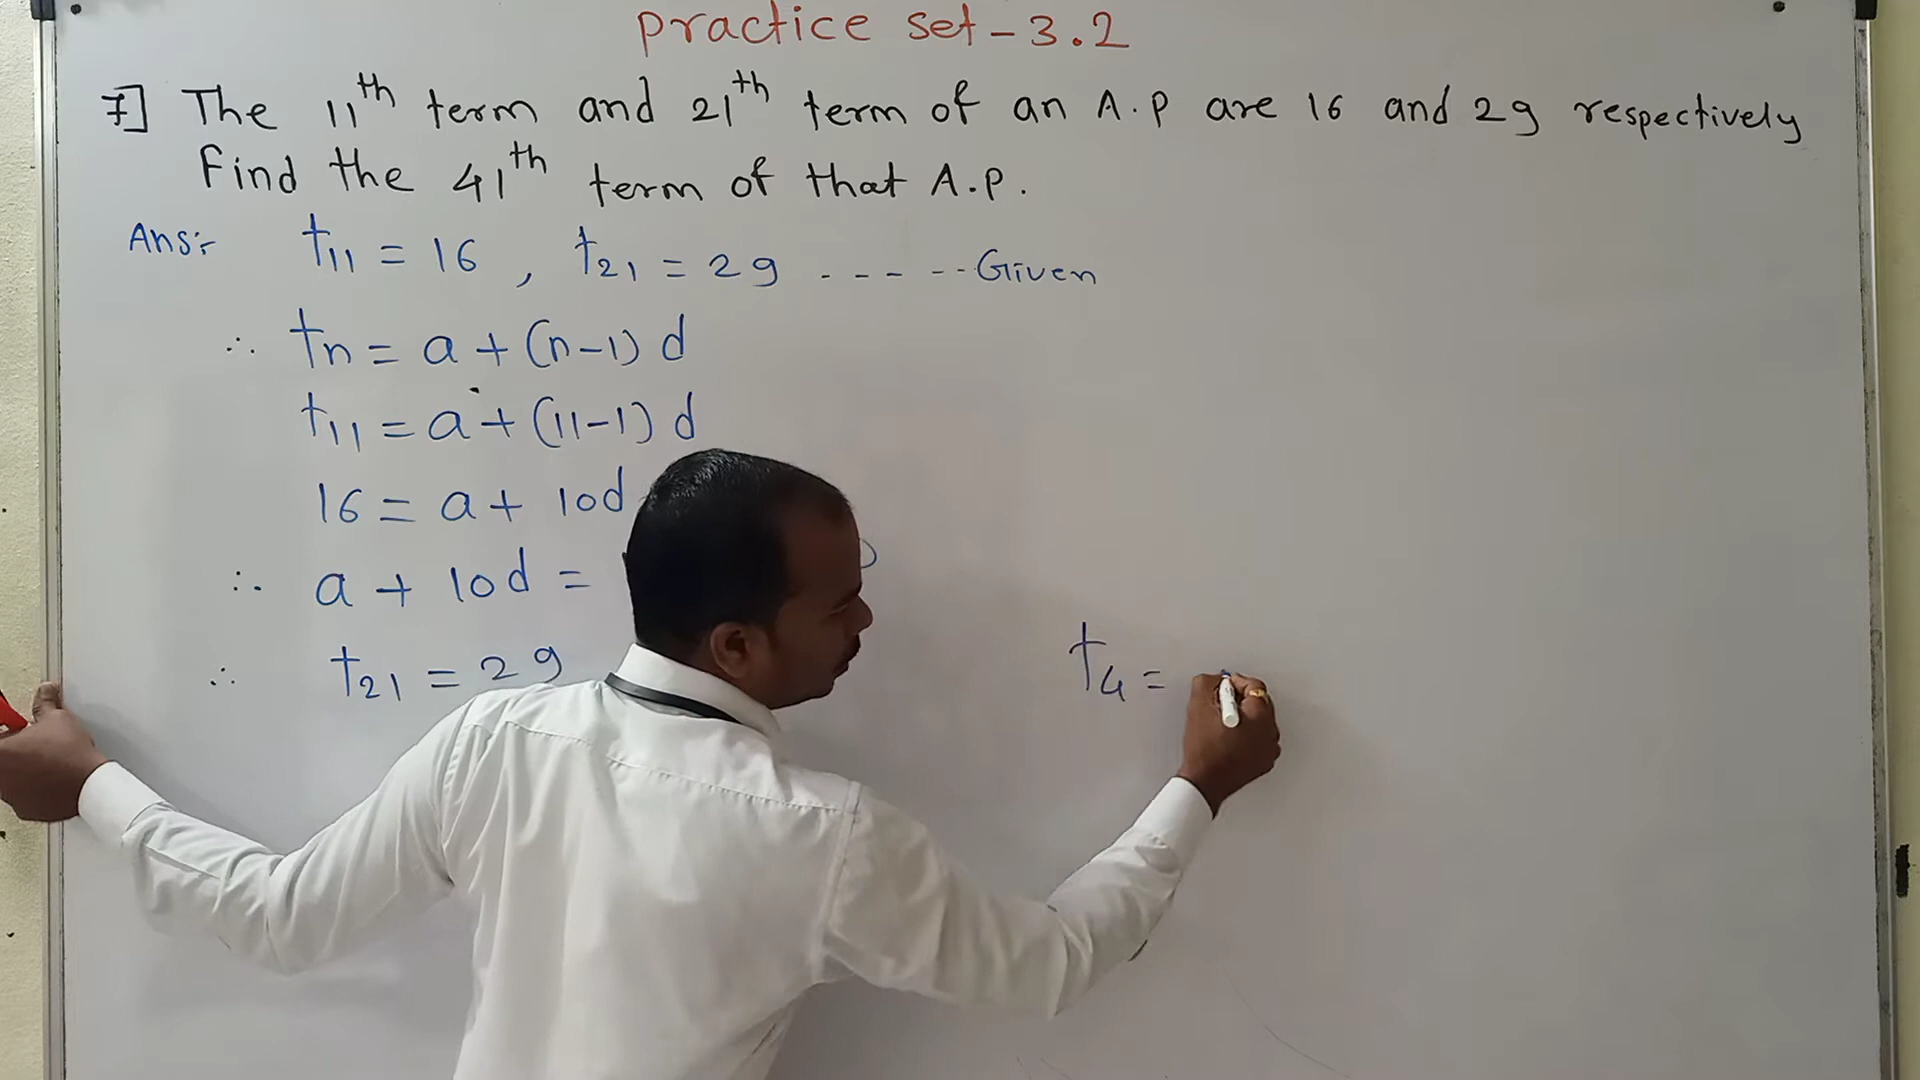 Practice set - 3.2
7] The 11th term and 21th term of an A.P are 16 and 29 respectively
Find the 41th term of that A.P.
Ans:- t11 = 16 , t21 = 29 - - - - -- Given
∴ tn = a + (n-1) d
t11 = a + (11-1) d
16 = a + 10d
∴ a + 10d =
∴ t21 = 29
t4 =